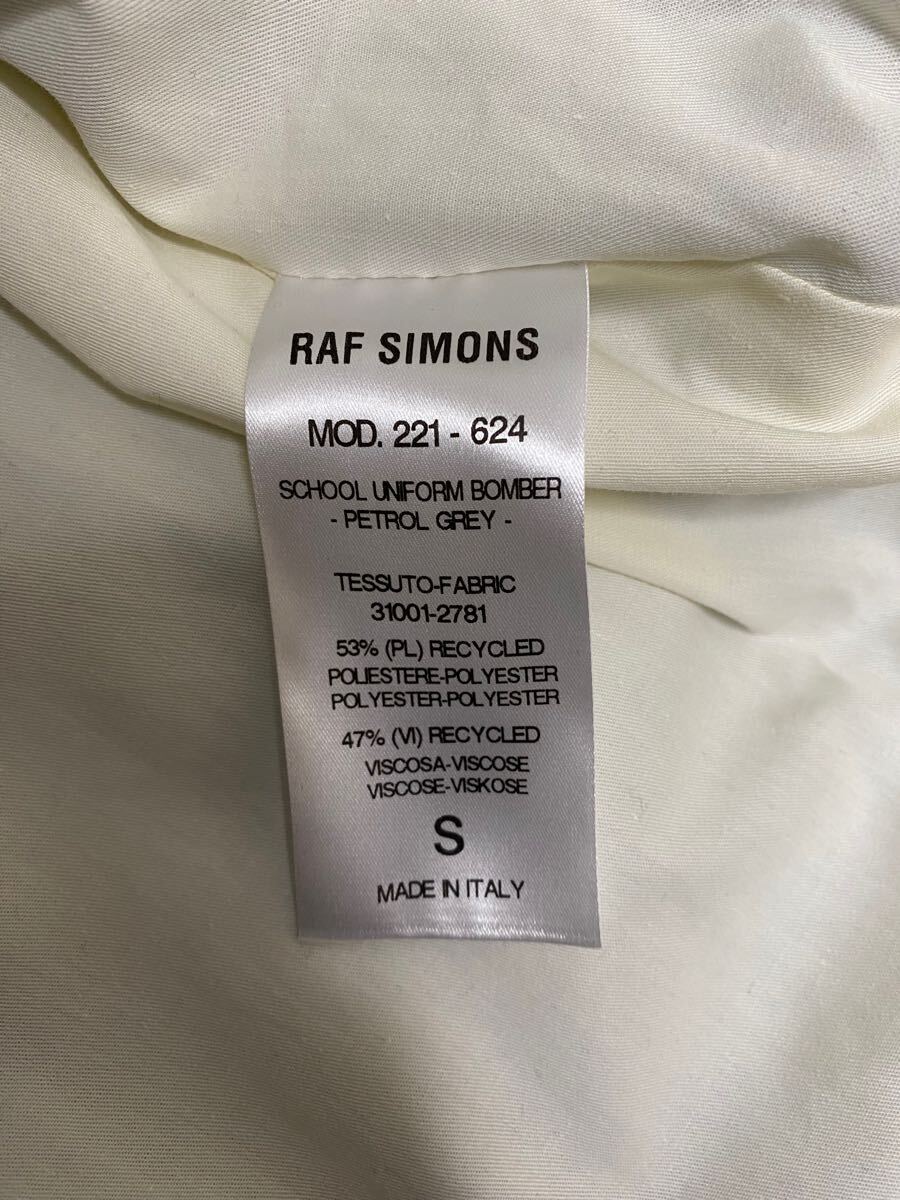 RAF SIMONS
MOD. 221 - 624
SCHOOL UNIFORM BOMBER
- PETROL GREY -
TESSUTO-FABRIC
31001-2781
53% (PL) RECYCLED
POLIESTERE-POLYESTER
POLYESTER-POLYESTER
47% (VI) RECYCLED
VISCOSA-VISCOSE
VISCOSE-VISKOSE
S
MADE IN ITALY